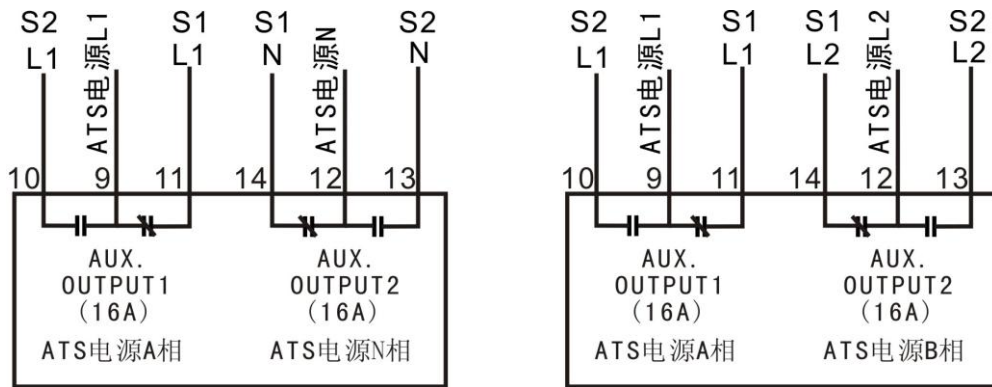 S2 S1 S1 S2
L1 ATS电源L1 L1 N ATS电源N N
10 9 11 14 12 13
AUX. AUX.
OUTPUT1 OUTPUT2
(16A) (16A)
ATS电源A相 ATS电源N相
S2 S1 S1 S2
L1 ATS电源L1 L1 L2 ATS电源L2 L2
10 9 11 14 12 13
AUX. AUX.
OUTPUT1 OUTPUT2
(16A) (16A)
ATS电源A相 ATS电源B相